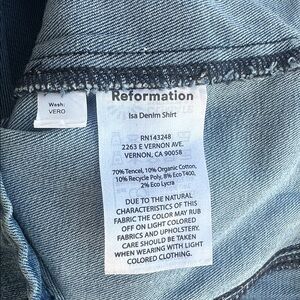 Wash:
VERO
Reformation
Isa Denim Shirt
RN143248
2263 E VERNON AVE.
VERNON, CA 90058
70% Tencel, 10% Organic Cotton,
10% Recycle Poly, 8% Eco T400,
2% Eco Lycra
DUE TO THE NATURAL
CHARACTERISTICS OF THIS
FABRIC THE COLOR MAY RUB
OFF ON LIGHT COLORED
FABRICS AND UPHOLSTERY.
CARE SHOULD BE TAKEN
WHEN WEARING WITH LIGHT
COLORED CLOTHING.